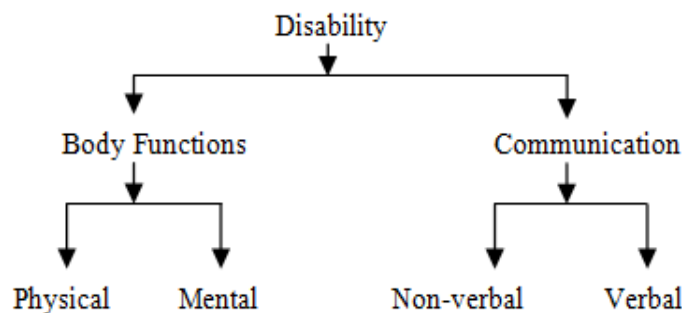 Disability
Body Functions Communication
Physical Mental Non-verbal Verbal